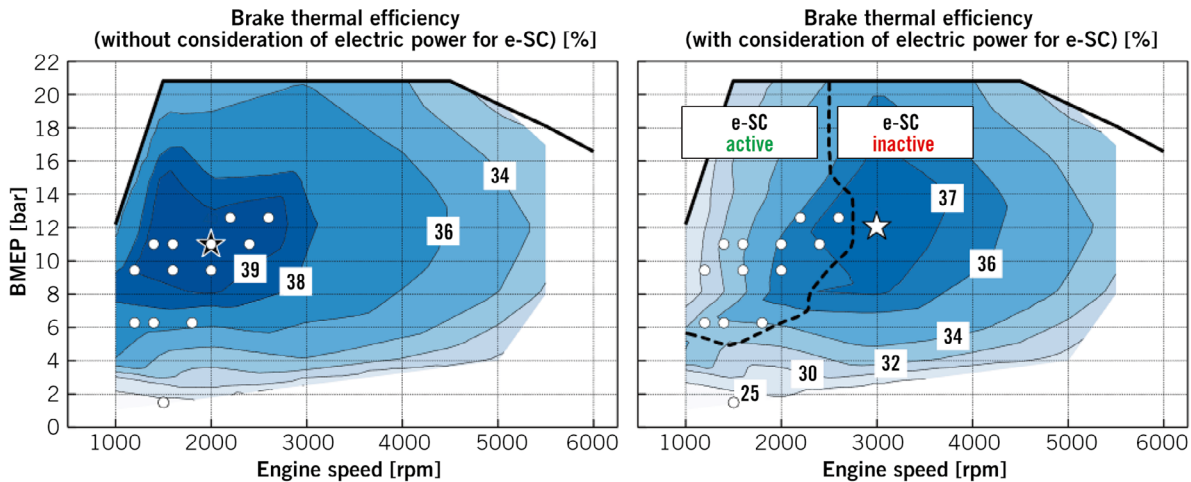 Brake thermal efficiency
(without consideration of electric power for e-SC) [%]
22
20
18
16
14
12
10
8
6
4
2
0
BMEP [bar]
34
36
39
38
1000 2000 3000 4000 5000 6000
Engine speed [rpm]
Brake thermal efficiency
(with consideration of electric power for e-SC) [%]
e-SC
active
e-SC
inactive
37
36
34
32
30
25
1000 2000 3000 4000 5000 6000
Engine speed [rpm]